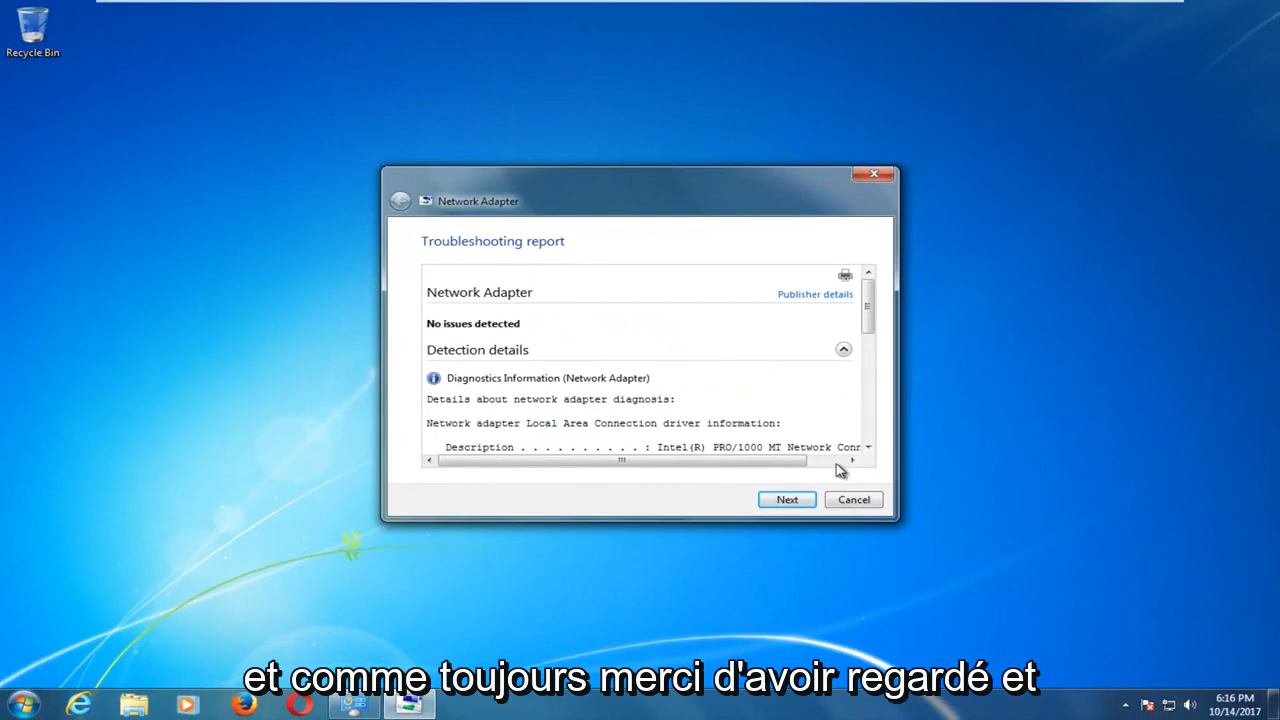 Recycle Bin
Network Adapter
Troubleshooting report
Network Adapter
Publisher details
No issues detected
Detection details
Diagnostics Information (Network Adapter)
Details about network adapter diagnosis:
Network adapter Local Area Connection driver information:
Description . . . . . . . . . . : Intel(R) PRO/1000 MT Network Conn
Next Cancel
et comme toujours merci d'avoir regardé et
6:16 PM
10/14/2017